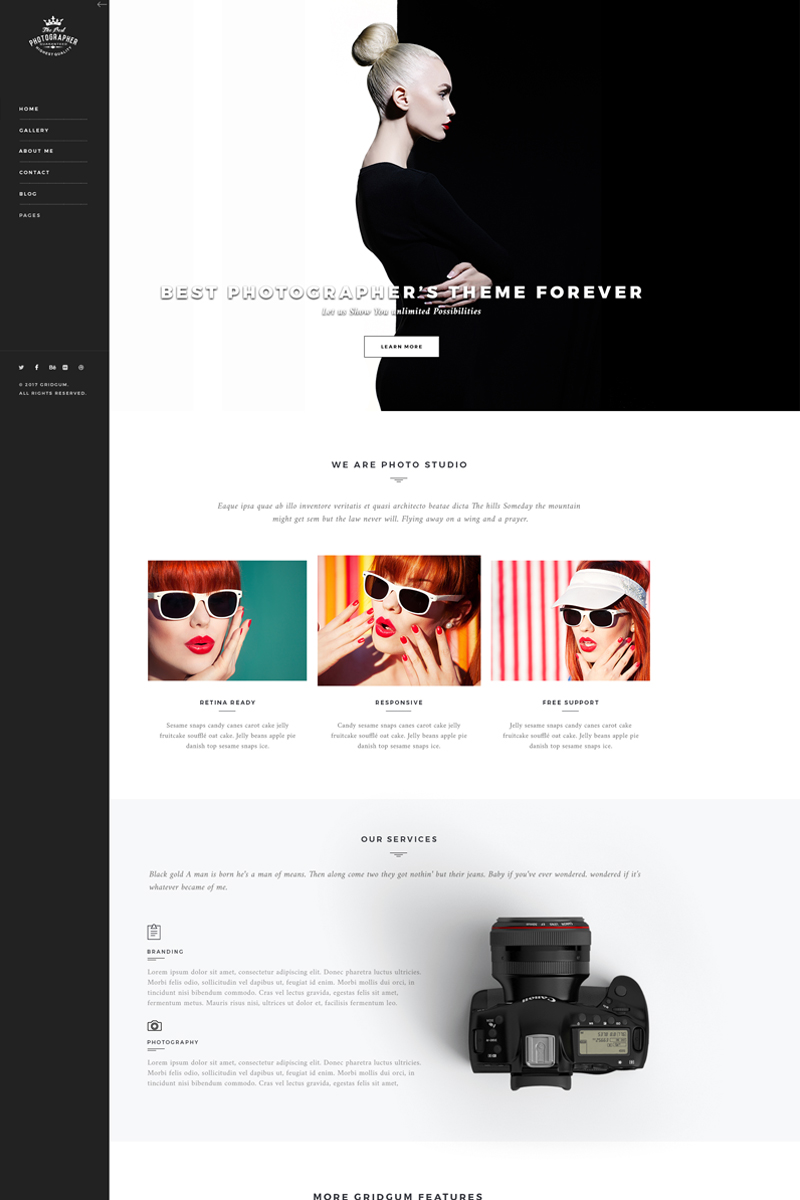 The Best
PHOTOGRAPHER
HIGHEST QUALITY
HOME
GALLERY
ABOUT ME
CONTACT
BLOG
PAGES
© 2017 GRIDGUM.
ALL RIGHTS RESERVED.
BEST PHOTOGRAPHER'S THEME FOREVER
Let us Show You unlimited Possibilities
LEARN MORE
WE ARE PHOTO STUDIO
Eaque ipsa quae ab illo inventore veritatis et quasi architecto beatae dicta The hills Someday the mountain
might get sem but the law never will. Flying away on a wing and a prayer.
RETINA READY
Sesame snaps candy canes carot cake jelly
fruitcake soufflé oat cake. Jelly beans apple pie
danish top sesame snaps ice.
RESPONSIVE
Candy sesame snaps canes carot cake jelly
fruitcake soufflé oat cake. Jelly beans apple pie
danish top sesame snaps ice.
FREE SUPPORT
Jelly sesame snaps candy canes carot cake
fruitcake soufflé oat cake. Jelly beans apple pie
danish top sesame snaps ice.
OUR SERVICES
Black gold A man is born he's a man of means. Then along come two they got nothin' but their jeans. Baby if you've ever wondered, wondered if it's
whatever became of me.
BRANDING
Lorem ipsum dolor sit amet, consectetur adipiscing elit. Donec pharetra luctus ultricies.
Morbi felis odio, sollicitudin vel dapibus ut, feugiat id enim. Morbi mollis dui orci, in
tincidunt nisi bibendum commodo. Cras vel lectus gravida, egestas felis sit amet,
fermentum metus. Mauris risus nisi, ultrices ut dolor et, facilisis fermentum leo.
PHOTOGRAPHY
Lorem ipsum dolor sit amet, consectetur adipiscing elit. Donec pharetra luctus ultricies.
Morbi felis odio, sollicitudin vel dapibus ut, feugiat id enim. Morbi mollis dui orci, in
tincidunt nisi bibendum commodo. Cras vel lectus gravida, egestas felis sit amet,
Canon
MORE GRIDGUM FEATURES